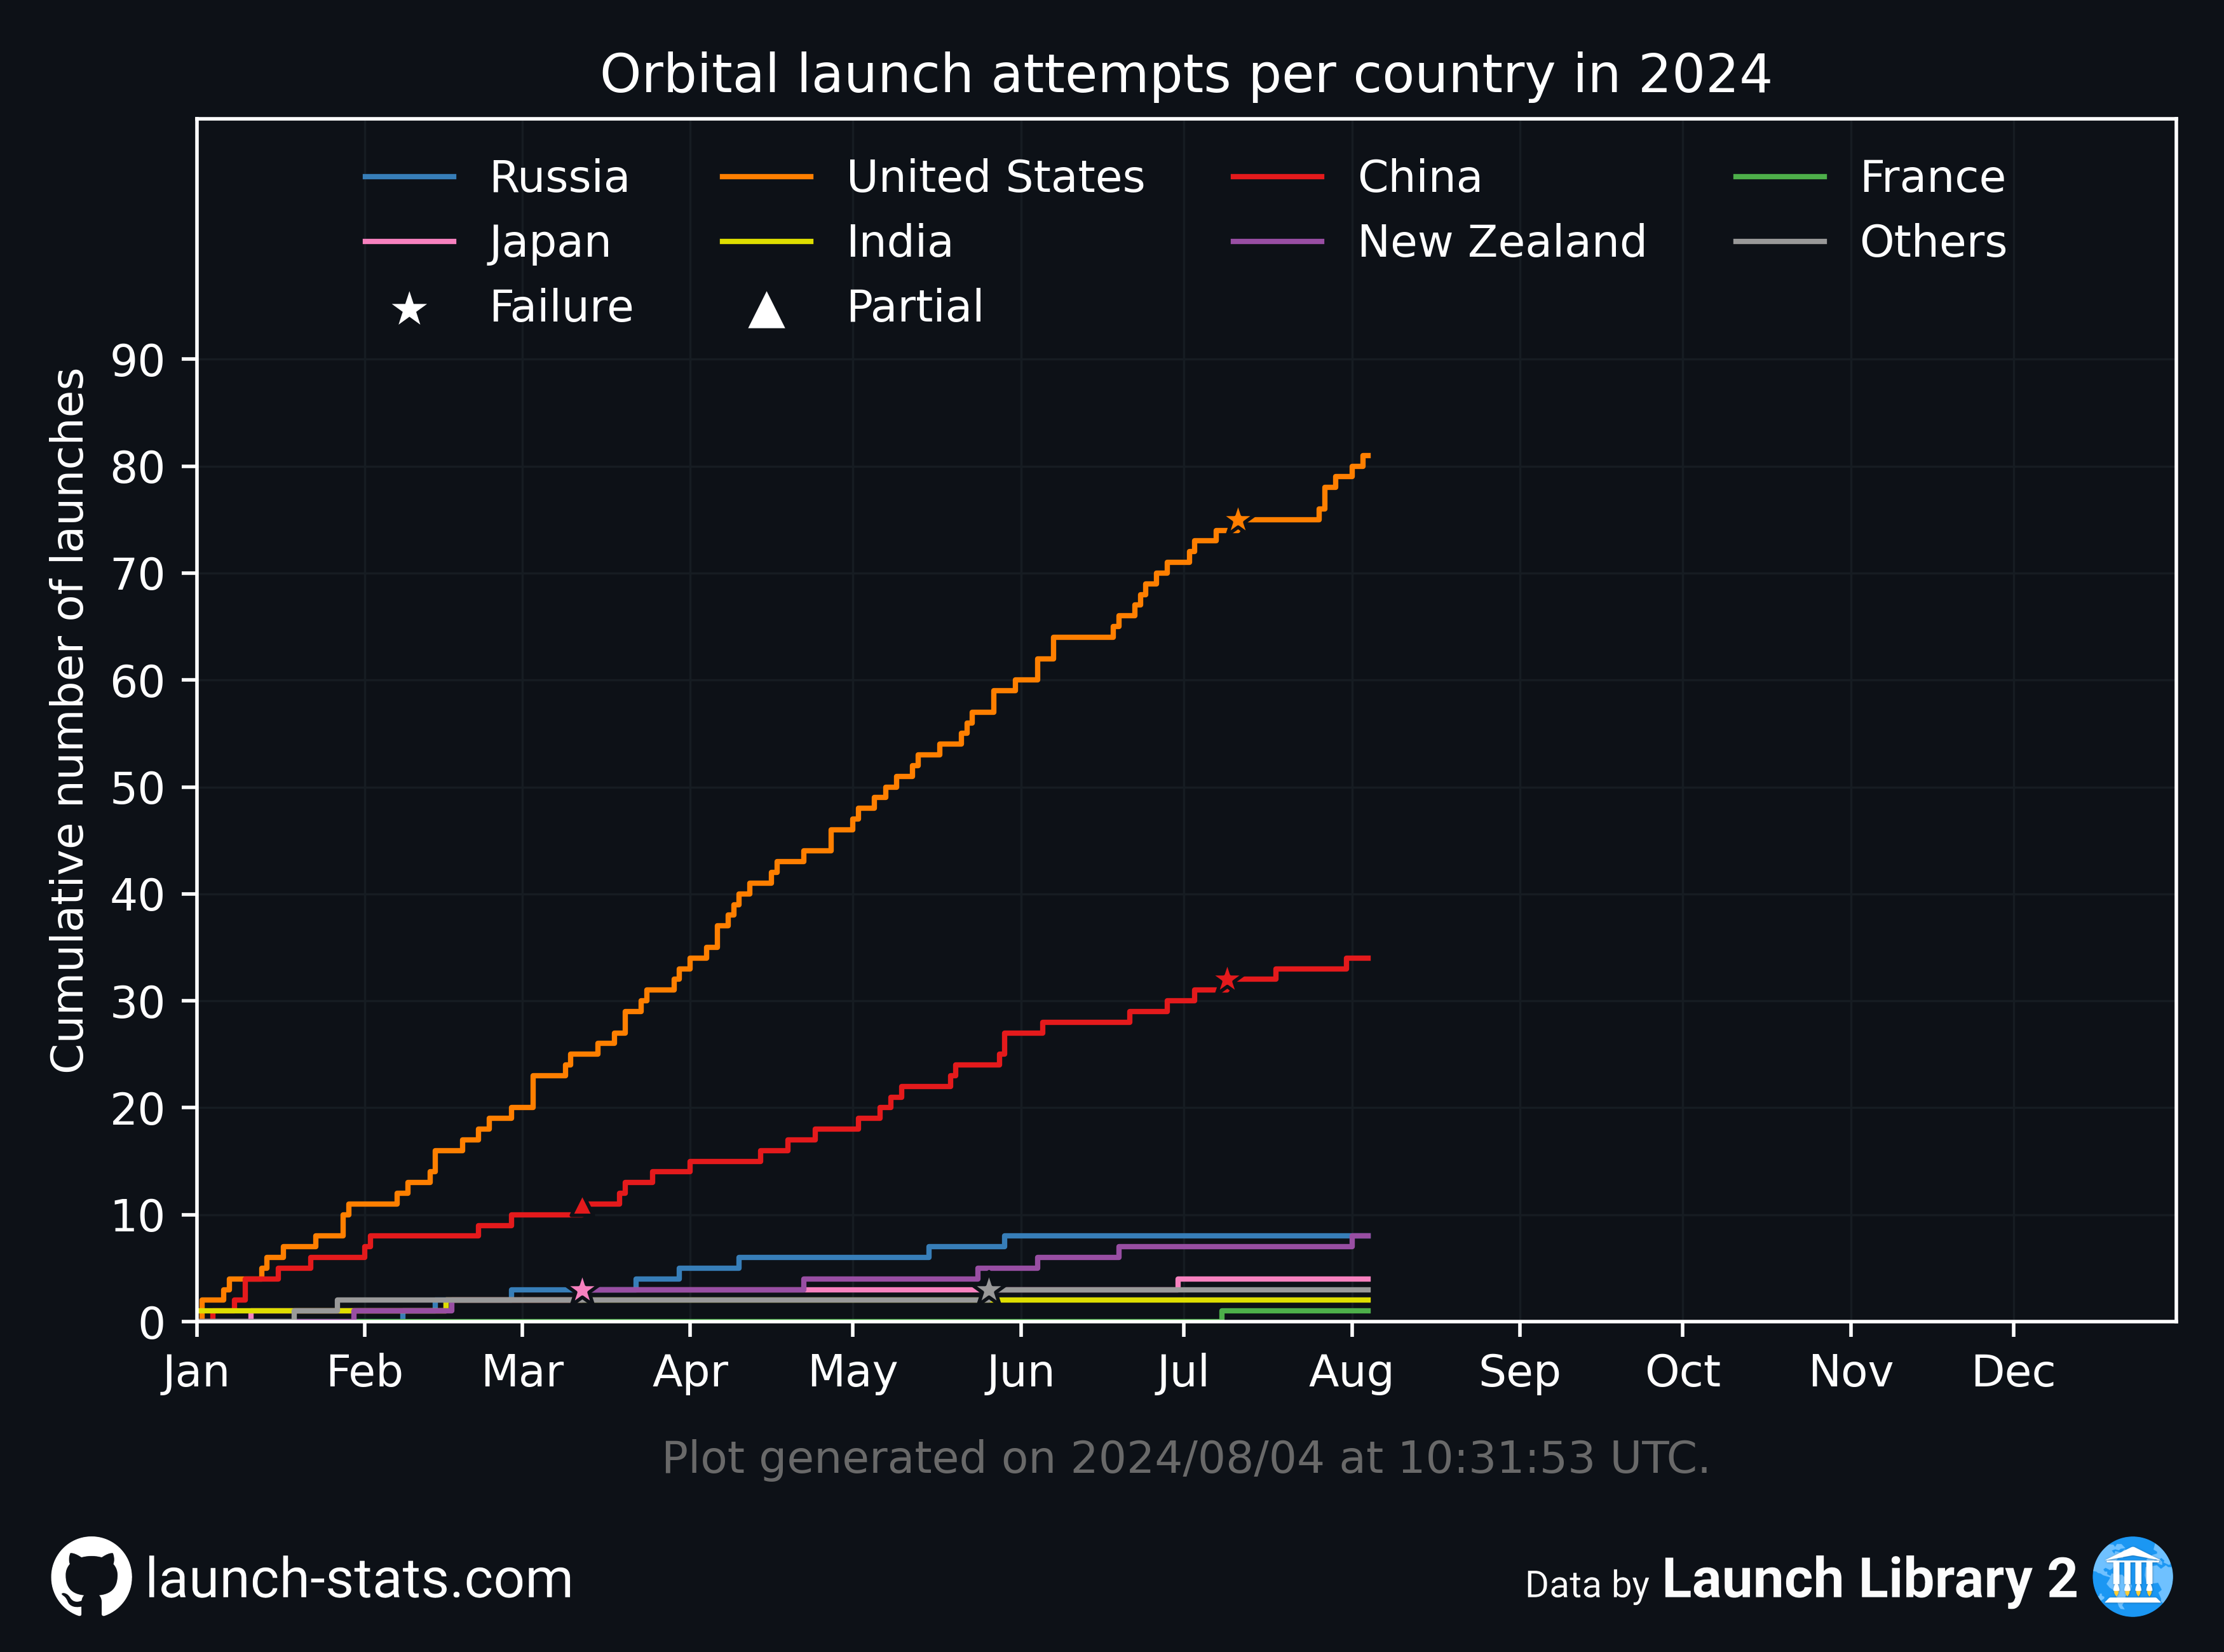 Orbital launch attempts per country in 2024
Russia United States China France
Japan India New Zealand Others
Failure Partial
Cumulative number of launches
90
80
70
60
50
40
30
20
10
0
Jan Feb Mar Apr May Jun Jul Aug Sep Oct Nov Dec
Plot generated on 2024/08/04 at 10:31:53 UTC.
launch-stats.com
Data by Launch Library 2